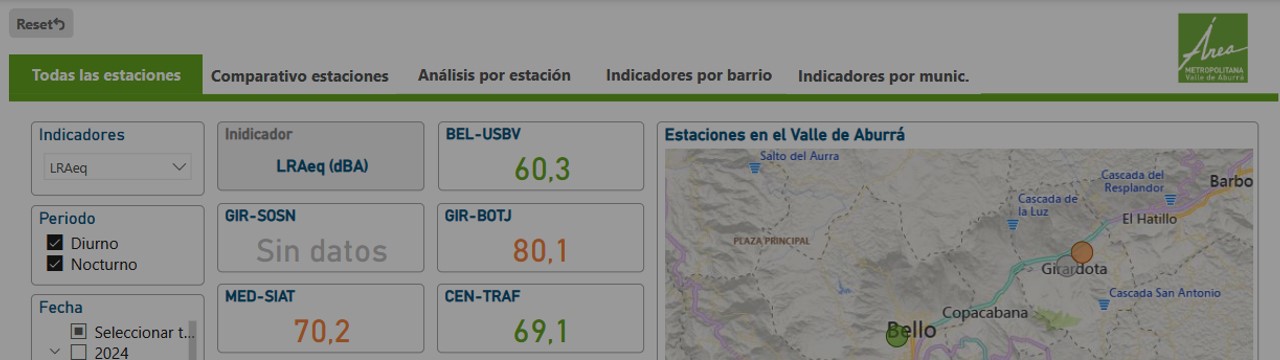 Reset
Área
METROPOLITANA
Valle de Aburrá
Todas las estaciones
Comparativo estaciones
Análisis por estación
Indicadores por barrio
Indicadores por munic.
Indicadores
LRAeq
Periodo
Diurno
Nocturno
Fecha
Seleccionar t...
2024
Inidicador
LRAeq (dBA)
BEL-USBV
60,3
GIR-SOSN
Sin datos
GIR-BOTJ
80,1
MED-SIAT
70,2
CEN-TRAF
69,1
Estaciones en el Valle de Aburrá
Salto del Aurra
Cascada del
Resplandor
Barbo
Cascada de
la Luz
El Hatillo
PLAZA PRINCIPAL
Girardota
Cascada San Antonio
Copacabana
Bello